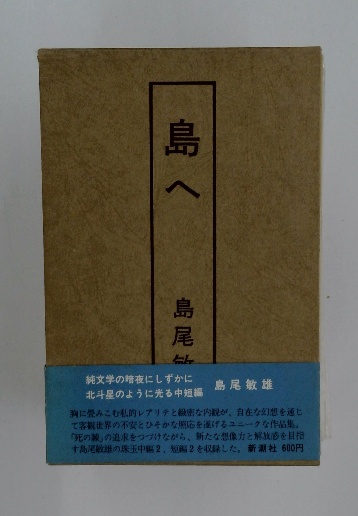 島へ
島尾敏
純文学の暗夜にしずかに
北斗星のように光る中短編
島尾敏雄
胸に畳みこむ私的レアリテと緻密な内観が、自在な幻想を通じ
て客観世界の不安とひそかな照応を遂げるユニークな作品集。
「死の棘」の追求をつづけながら、新たな想像力と解放感を目指
す島尾敏雄の珠玉中編2、短編2を収録した。 新潮社 600円